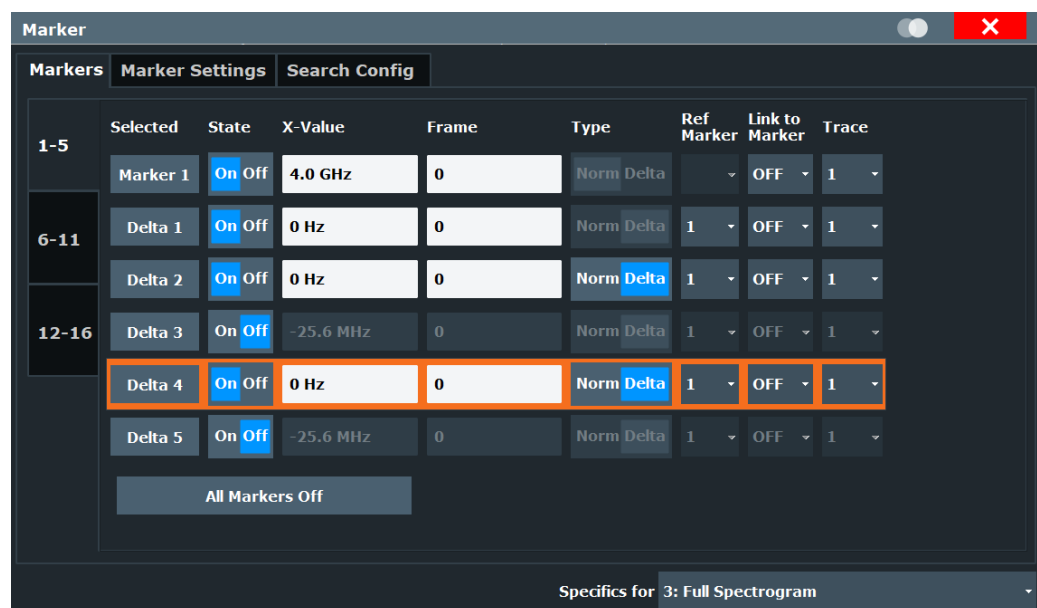 Marker
Markers Marker Settings Search Config
1-5
6-11
12-16
Selected State X-Value Frame Type Ref Marker Link to Marker Trace
Marker 1 On Off 4.0 GHz 0 Norm Delta OFF 1
Delta 1 On Off 0 Hz 0 Norm Delta 1 OFF 1
Delta 2 On Off 0 Hz 0 Norm Delta 1 OFF 1
Delta 3 On Off -25.6 MHz 0 Norm Delta 1 OFF 1
Delta 4 On Off 0 Hz 0 Norm Delta 1 OFF 1
Delta 5 On Off -25.6 MHz 0 Norm Delta 1 OFF 1
All Markers Off
Specifics for 3: Full Spectrogram